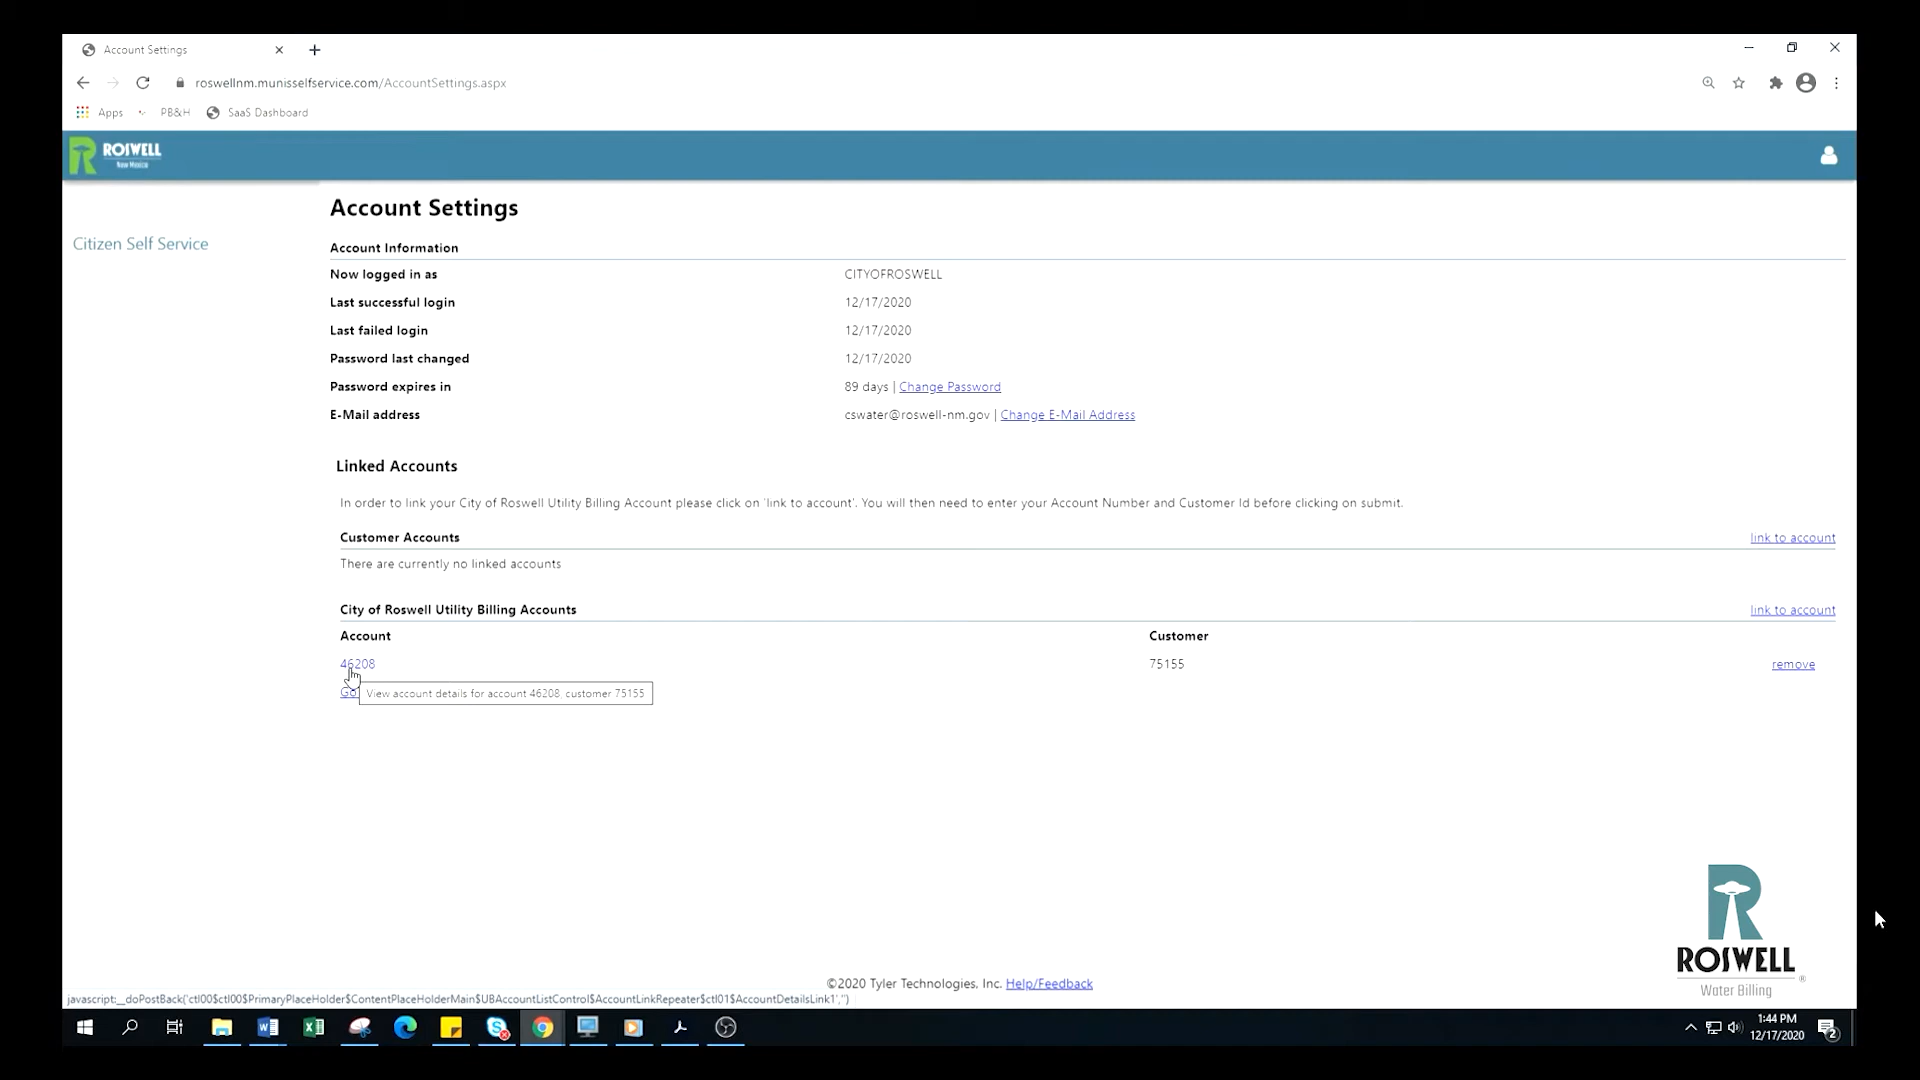 Account Settings
roswellnm.munisselfservice.com/AccountSettings.aspx
Apps PB&H SaaS Dashboard
ROSWELL
New Mexico
Account Settings
Citizen Self Service
Account Information
Now logged in as CITYOFROSWELL
Last successful login 12/17/2020
Last failed login 12/17/2020
Password last changed 12/17/2020
Password expires in 89 days | Change Password
E-Mail address cswater@roswell-nm.gov | Change E-Mail Address
Linked Accounts
In order to link your City of Roswell Utility Billing Account please click on 'link to account'. You will then need to enter your Account Number and Customer Id before clicking on submit.
Customer Accounts link to account
There are currently no linked accounts
City of Roswell Utility Billing Accounts link to account
Account Customer
46208 75155 remove
Go
View account details for account 46208, customer 75155
R
ROSWELL
®
Water Billing
©2020 Tyler Technologies, Inc. Help/Feedback
javascript:__doPostBack('ctl00$ctl00$PrimaryPlaceHolder$ContentPlaceHolderMain$UBAccountListControl$AccountLinkRepeater$ctl01$AccountDetailsLink1','')
1:44 PM
12/17/2020
2